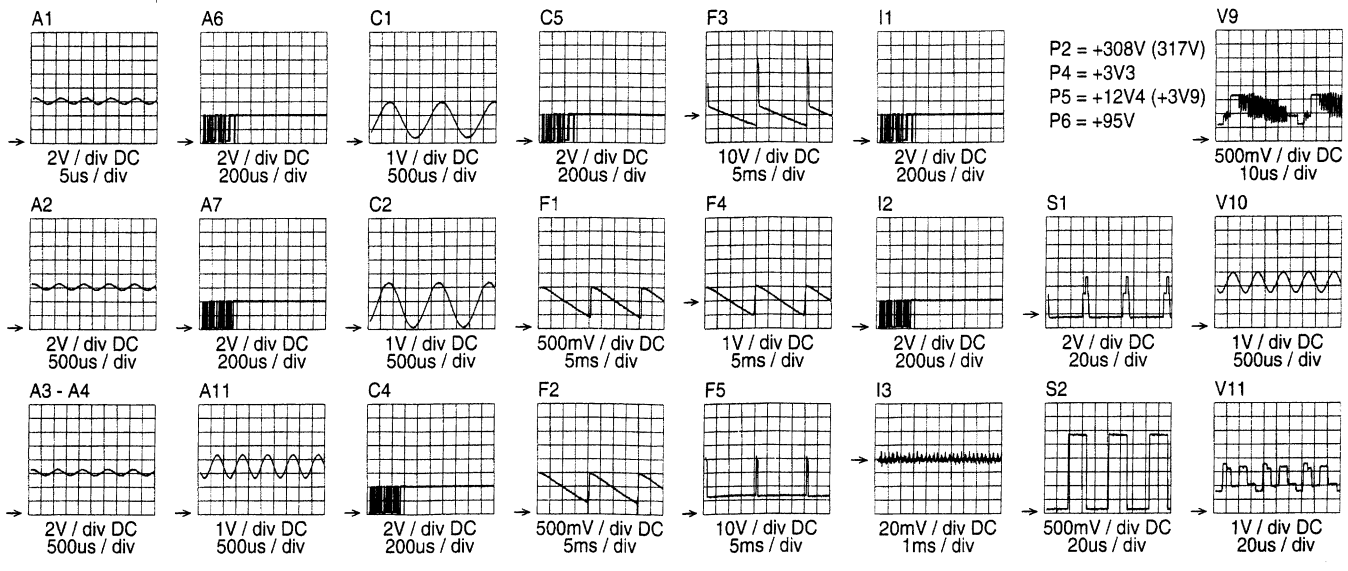 A1
2V / div DC
5us / div
A6
2V / div DC
200us / div
C1
1V / div DC
500us / div
C5
2V / div DC
200us / div
F3
10V / div DC
5ms / div
I1
2V / div DC
200us / div
P2 = +308V (317V)
P4 = +3V3
P5 = +12V4 (+3V9)
P6 = +95V
V9
500mV / div DC
10us / div
A2
2V / div DC
500us / div
A7
2V / div DC
200us / div
C2
1V / div DC
500us / div
F1
500mV / div DC
5ms / div
F4
1V / div DC
5ms / div
I2
2V / div DC
200us / div
S1
2V / div DC
20us / div
V10
1V / div DC
500us / div
A3 - A4
2V / div DC
500us / div
A11
1V / div DC
500us / div
C4
2V / div DC
200us / div
F2
500mV / div DC
5ms / div
F5
10V / div DC
5ms / div
I3
20mV / div DC
1ms / div
S2
500mV / div DC
20us / div
V11
1V / div DC
20us / div